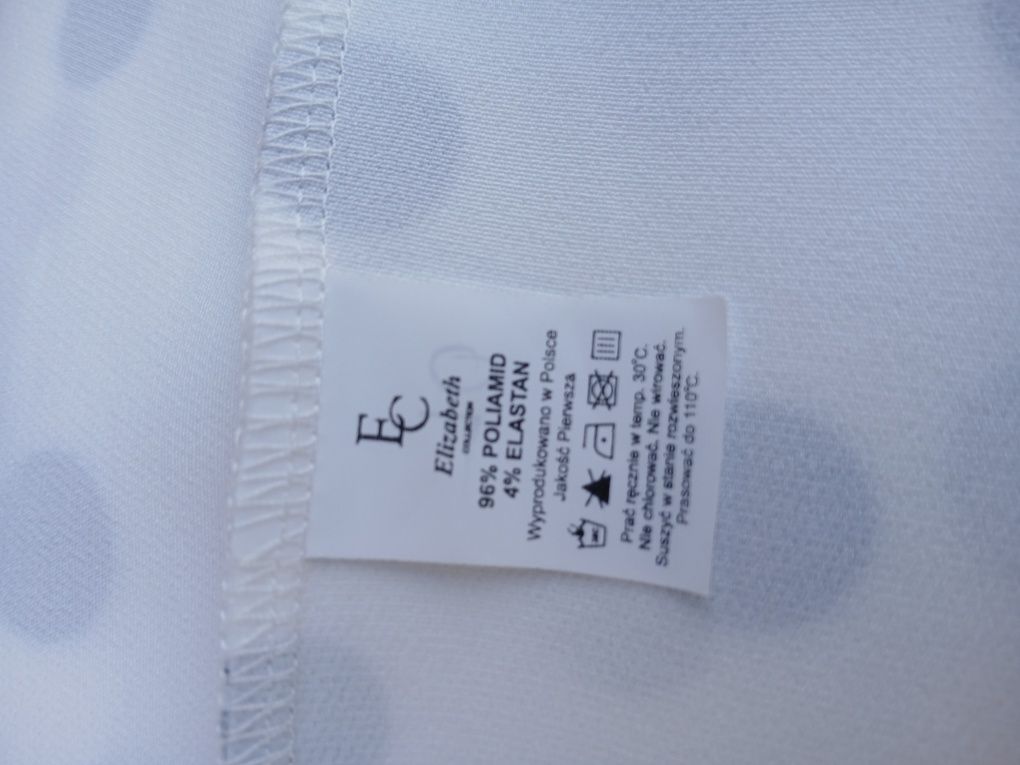 EC
Elizabeth
COLLECTION
96% POLIAMID
4% ELASTAN
Wyprodukowano w Polsce
Jakość Pierwsza
Prać ręcznie w temp. 30°C.
Nie chlorować. Nie wirować.
Suszyć w stanie rozwieszonym.
Prasować do 110°C.